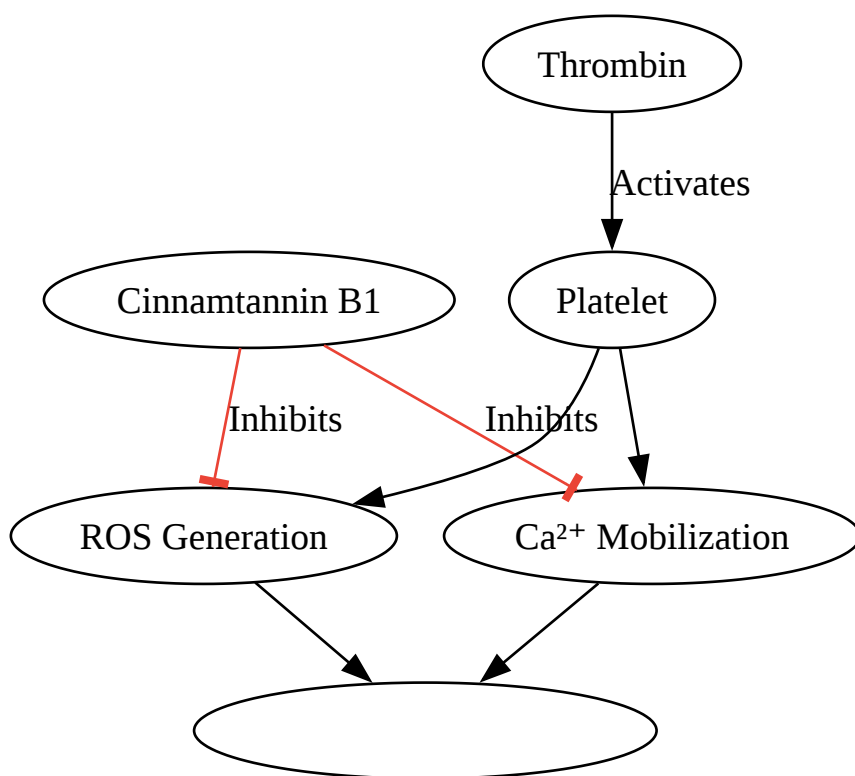 Thrombin
Activates
Cinnamtannin B1
Platelet
Inhibits
Inhibits
ROS Generation
Ca²⁺ Mobilization